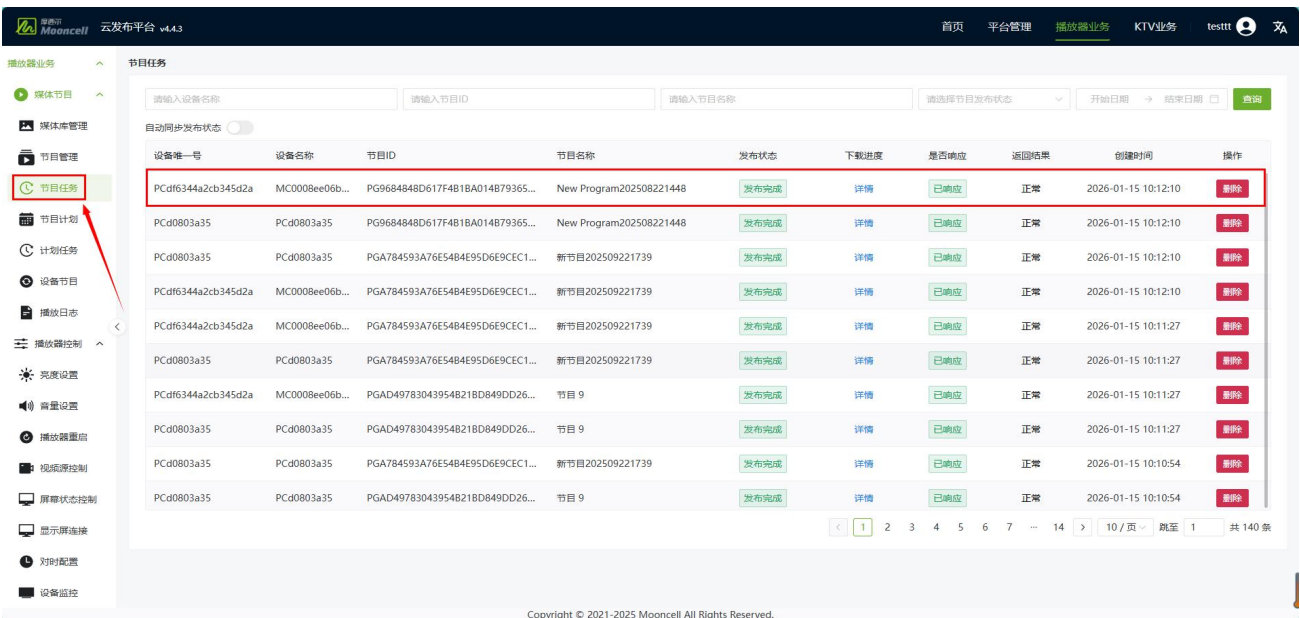 摩西尔 Mooncell 云发布平台 v4.4.3 首页 平台管理 播放器业务 KTV业务 testtt
播放器业务
媒体节目
媒体库管理
节目管理
节目任务
节目计划
计划任务
设备节目
播放日志
播放器控制
亮度设置
音量设置
播放器重启
视频源控制
屏幕状态控制
显示屏连接
对时配置
设备监控
节目任务
请输入设备名称 请输入节目ID 请输入节目名称 请选择节目发布状态 开始日期 → 结束日期 查询
自动同步发布状态
设备唯一号 设备名称 节目ID 节目名称 发布状态 下载进度 是否响应 返回结果 创建时间 操作
PCdf6344a2cb345d2a MC0008ee06b... PG9684848D617F4B1BA014B79365... New Program202508221448 发布完成 详情 已响应 正常 2026-01-15 10:12:10 删除
PCd0803a35 PCd0803a35 PG9684848D617F4B1BA014B79365... New Program202508221448 发布完成 详情 已响应 正常 2026-01-15 10:12:10 删除
PCd0803a35 PCd0803a35 PGA784593A76E54B4E95D6E9CEC1... 新节目202509221739 发布完成 详情 已响应 正常 2026-01-15 10:12:10 删除
PCdf6344a2cb345d2a MC0008ee06b... PGA784593A76E54B4E95D6E9CEC1... 新节目202509221739 发布完成 详情 已响应 正常 2026-01-15 10:12:10 删除
PCdf6344a2cb345d2a MC0008ee06b... PGA784593A76E54B4E95D6E9CEC1... 新节目202509221739 发布完成 详情 已响应 正常 2026-01-15 10:11:27 删除
PCd0803a35 PCd0803a35 PGA784593A76E54B4E95D6E9CEC1... 新节目202509221739 发布完成 详情 已响应 正常 2026-01-15 10:11:27 删除
PCdf6344a2cb345d2a MC0008ee06b... PGAD49783043954B21BD849DD26... 节目 9 发布完成 详情 已响应 正常 2026-01-15 10:11:27 删除
PCd0803a35 PCd0803a35 PGAD49783043954B21BD849DD26... 节目 9 发布完成 详情 已响应 正常 2026-01-15 10:11:27 删除
PCd0803a35 PCd0803a35 PGA784593A76E54B4E95D6E9CEC1... 新节目202509221739 发布完成 详情 已响应 正常 2026-01-15 10:10:54 删除
PCd0803a35 PCd0803a35 PGAD49783043954B21BD849DD26... 节目 9 发布完成 详情 已响应 正常 2026-01-15 10:10:54 删除
< 1 2 3 4 5 6 7 ··· 14 > 10 / 页 跳至 1 共 140 条
Copyright © 2021-2025 Mooncell All Rights Reserved.